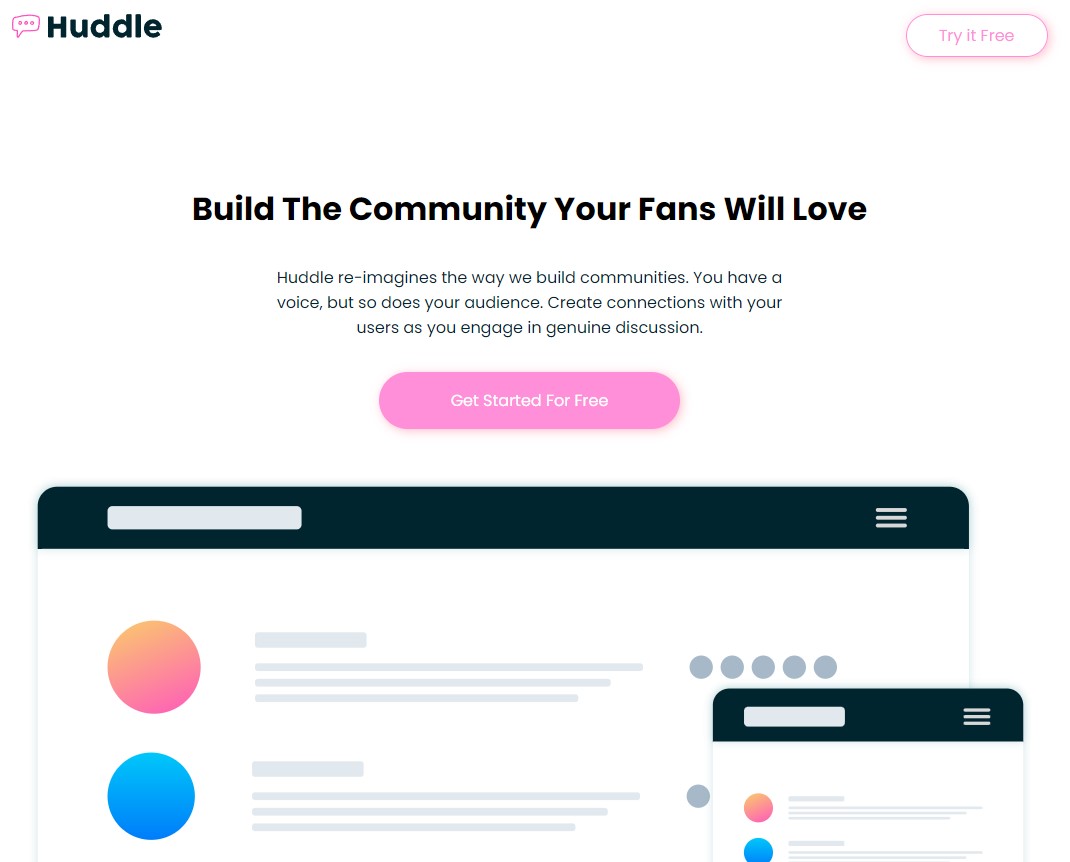 Huddle
Try it Free
Build The Community Your Fans Will Love
Huddle re-imagines the way we build communities. You have a
voice, but so does your audience. Create connections with your
users as you engage in genuine discussion.
Get Started For Free